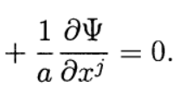 + \frac{1}{a} \frac{\partial \Psi}{\partial x^j} = 0.